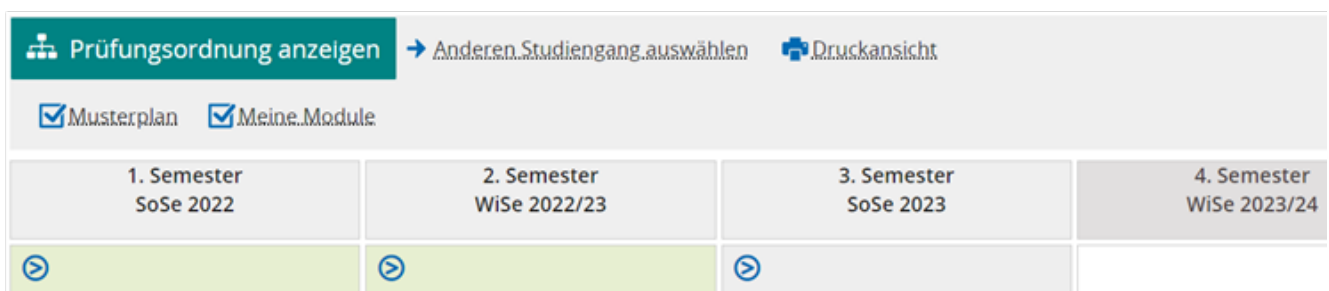 Prüfungsordnung anzeigen Anderen Studiengang auswählen Druckansicht
Musterplan Meine Module
1. Semester 2. Semester 3. Semester 4. Semester
SoSe 2022 WiSe 2022/23 SoSe 2023 WiSe 2023/24